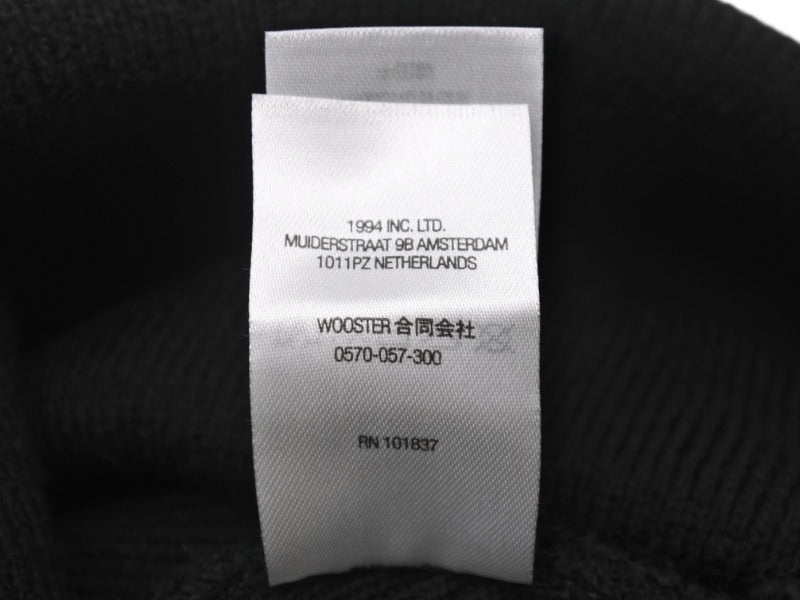 1994 INC. LTD.
MUIDERSTRAAT 9B AMSTERDAM
1011PZ NETHERLANDS
WOOSTER 合同会社
0570-057-300
RN 101837